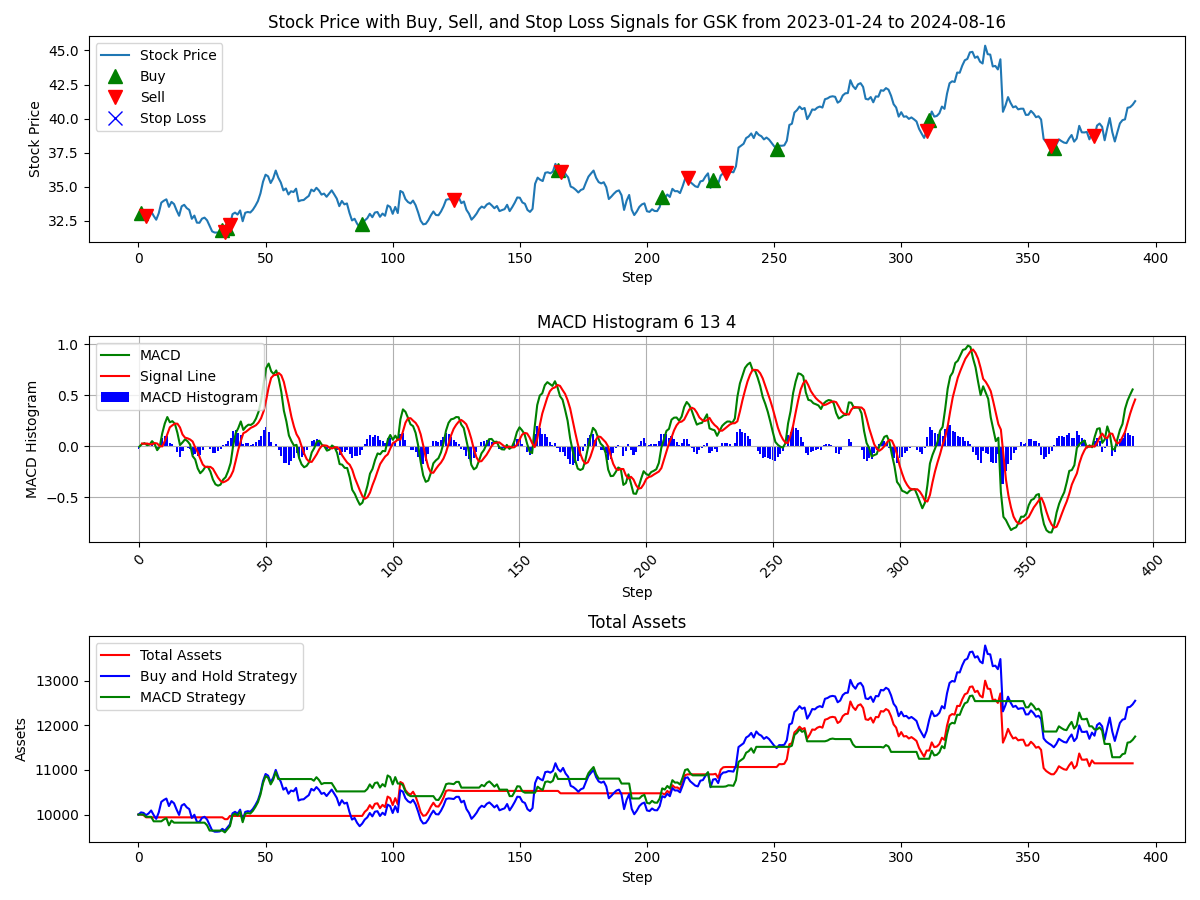 Stock Price with Buy, Sell, and Stop Loss Signals for GSK from 2023-01-24 to 2024-08-16
Stock Price
45.0
42.5
40.0
37.5
35.0
32.5
Stock Price
Buy
Sell
Stop Loss
0 50 100 150 200 250 300 350 400
Step
MACD Histogram 6 13 4
MACD Histogram
1.0
0.5
0.0
−0.5
MACD
Signal Line
MACD Histogram
0 50 100 150 200 250 300 350 400
Step
Total Assets
Assets
13000
12000
11000
10000
Total Assets
Buy and Hold Strategy
MACD Strategy
0 50 100 150 200 250 300 350 400
Step